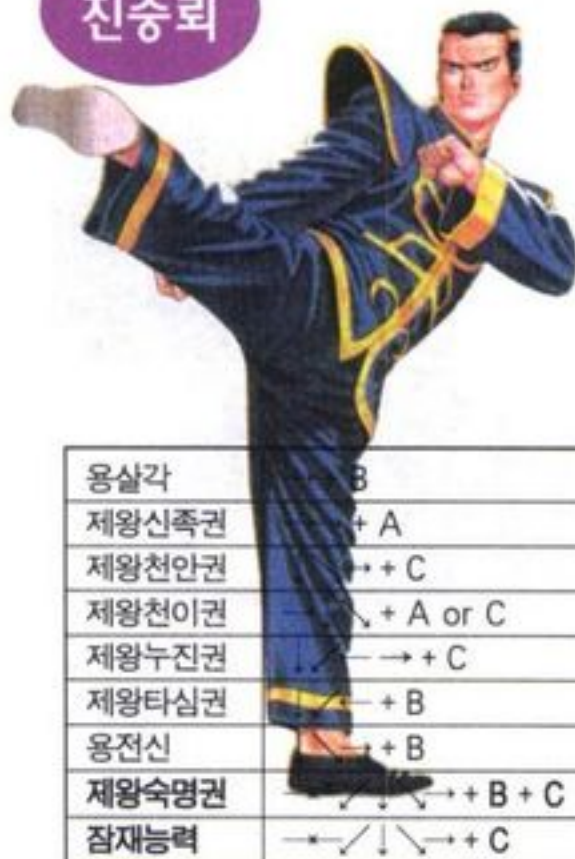 진숭뢰
용살각 B
제왕신족권 + A
제왕천안권 → + C
제왕천이권 → ↘ + A or C
제왕누진권 ↓ ↙ ← → + C
제왕타심권 ↙ ← + B
용전신 ↘ → + B
제왕숙명권 ↙ ↓ ↘ → + B + C
잠재능력 → ← ↙ ↓ ↘ → + C